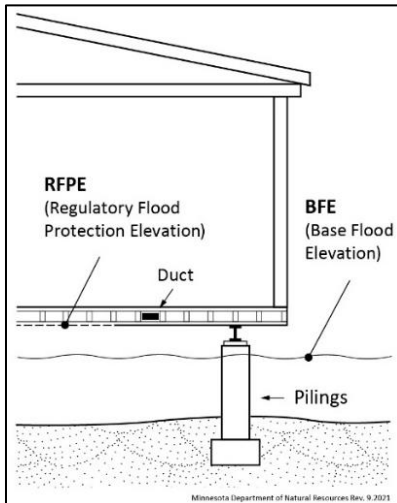 RFPE
(Regulatory Flood
Protection Elevation)
BFE
(Base Flood
Elevation)
Duct
Pilings
Minnesota Department of Natural Resources Rev. 9.2021